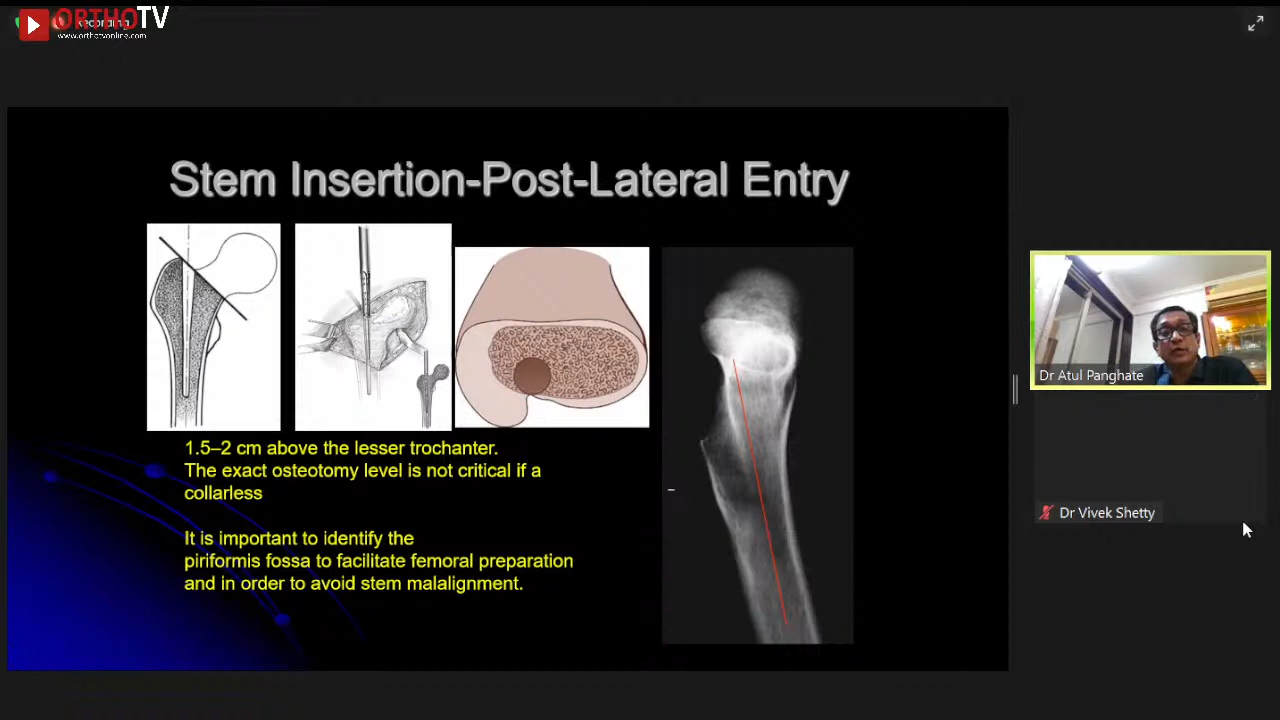 ORTHOTV
Recording
www.orthotvonline.com
Stem Insertion-Post-Lateral Entry
1.5–2 cm above the lesser trochanter.
The exact osteotomy level is not critical if a
collarless
It is important to identify the
piriformis fossa to facilitate femoral preparation
and in order to avoid stem malalignment.
Dr Atul Panghate
Dr Vivek Shetty